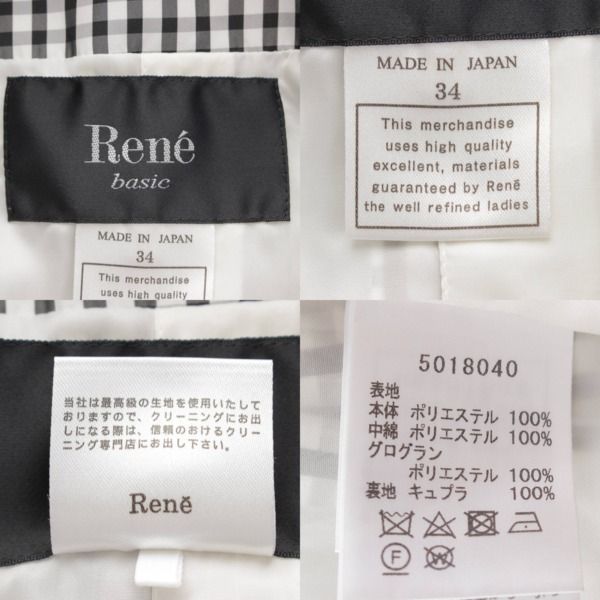 René
basic
MADE IN JAPAN
34
This merchandise
uses high quality
MADE IN JAPAN
34
This merchandise
uses high quality
excellent, materials
guaranteed by Renē
the well refined ladies
当社は最高級の生地を使用いたして
おりますので、クリーニングにお出
しになる際は、信頼のおけるクリー
ニング専門店にお出し下さい。
Renē
5018040
表地
本体 ポリエステル 100%
中綿 ポリエステル 100%
グログラン
ポリエステル 100%
裏地 キュプラ 100%
F
W